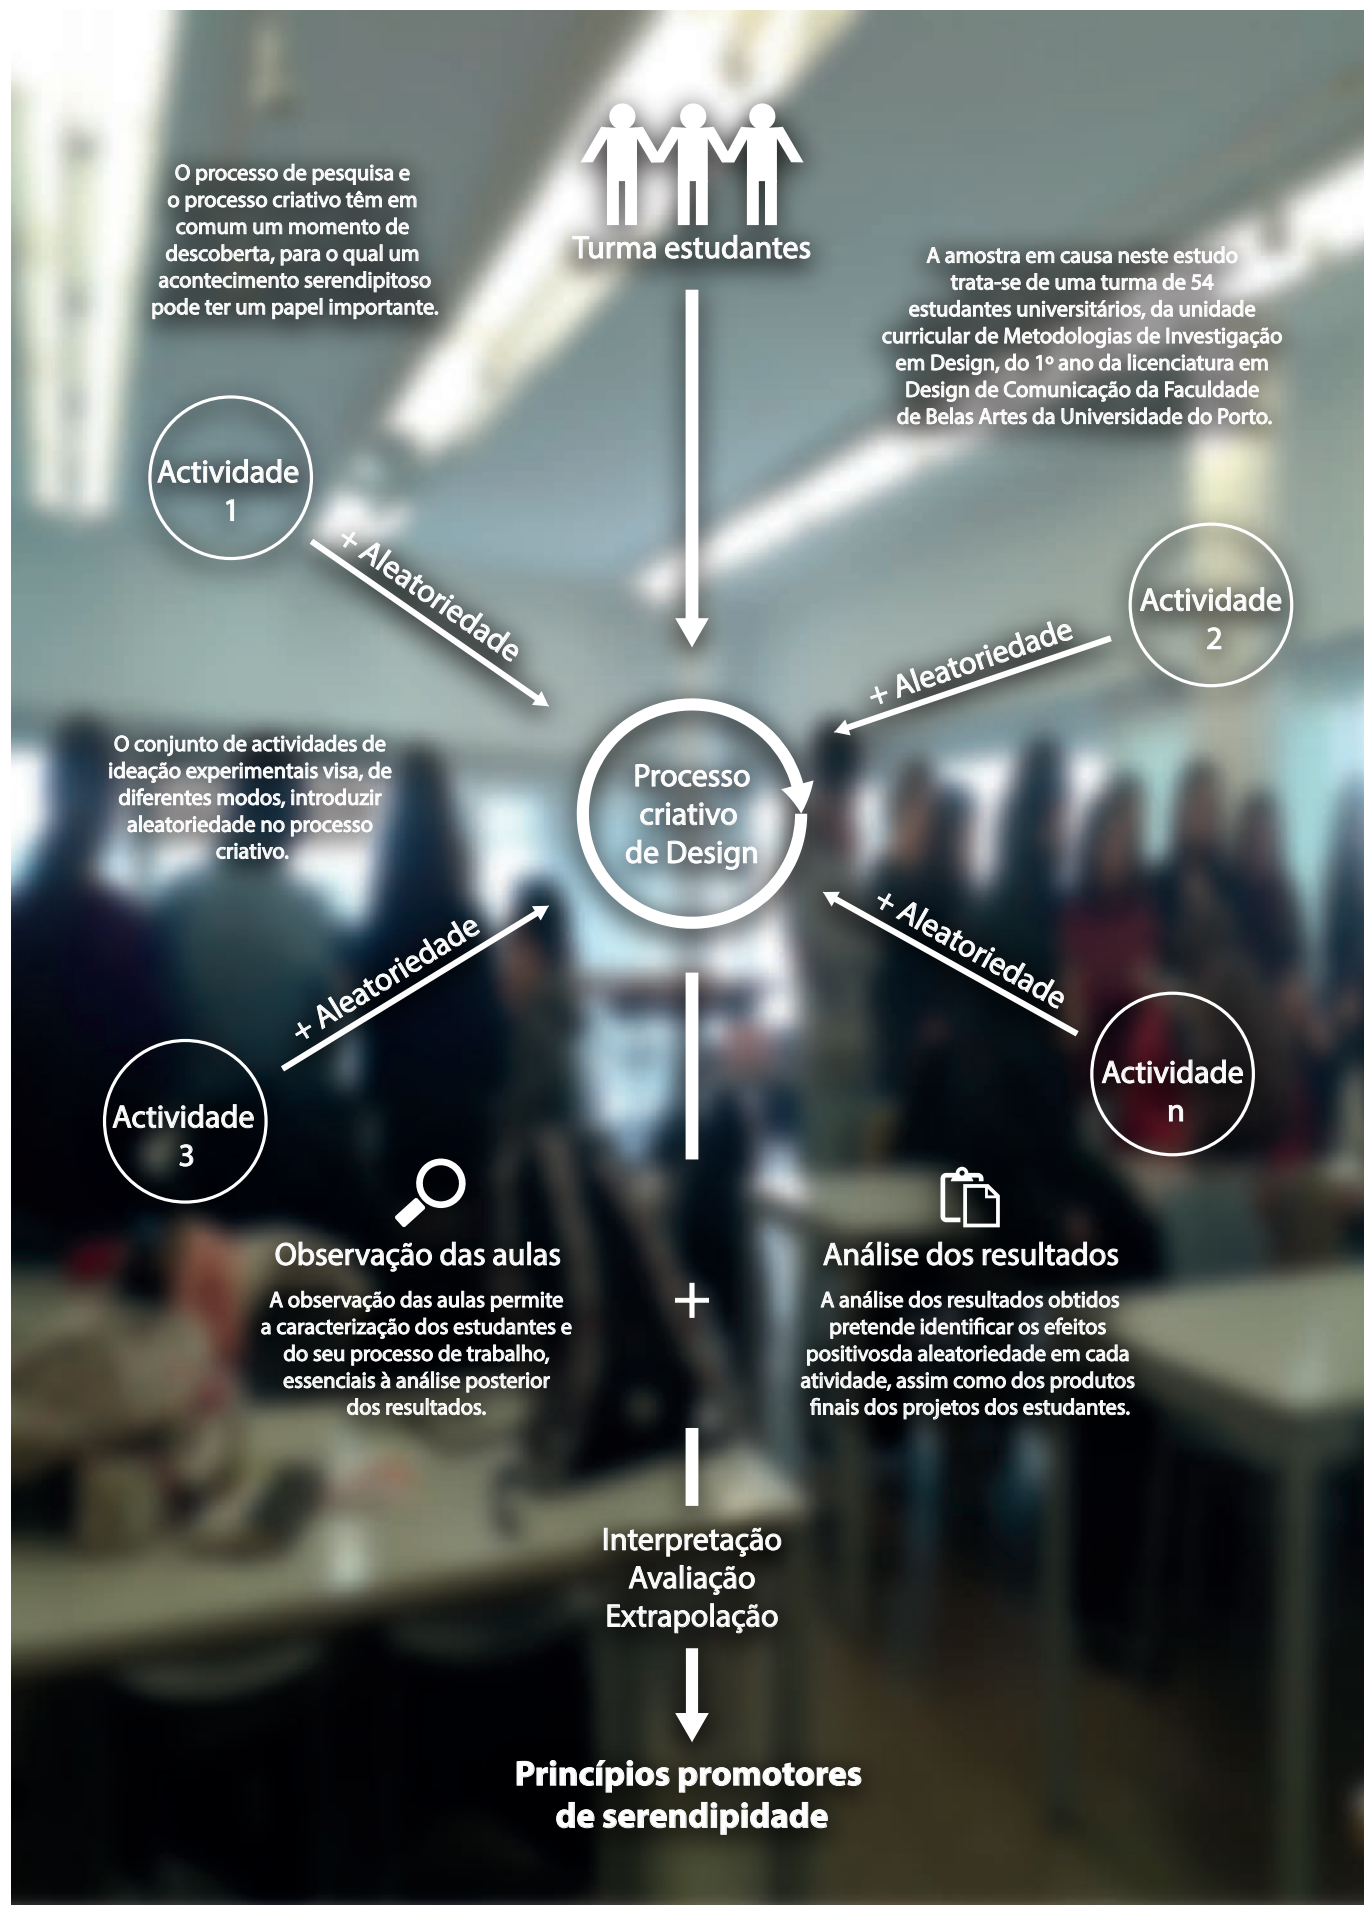 Turma estudantes
O processo de pesquisa e
o processo criativo têm em
comum um momento de
descoberta, para o qual um
acontecimento serendipitoso
pode ter um papel importante.
A amostra em causa neste estudo
trata-se de uma turma de 54
estudantes universitários, da unidade
curricular de Metodologias de Investigação
em Design, do 1º ano da licenciatura em
Design de Comunicação da Faculdade
de Belas Artes da Universidade do Porto.
Actividade
1
+ Aleatoriedade
Actividade
2
+ Aleatoriedade
O conjunto de actividades de
ideação experimentais visa, de
diferentes modos, introduzir
aleatoriedade no processo
criativo.
Processo
criativo
de Design
+ Aleatoriedade
Actividade
3
+ Aleatoriedade
Actividade
n
Observação das aulas
A observação das aulas permite
a caracterização dos estudantes e
do seu processo de trabalho,
essenciais à análise posterior
dos resultados.
+
Análise dos resultados
A análise dos resultados obtidos
pretende identificar os efeitos
positivosda aleatoriedade em cada
atividade, assim como dos produtos
finais dos projetos dos estudantes.
Interpretação
Avaliação
Extrapolação
Princípios promotores
de serendipidade